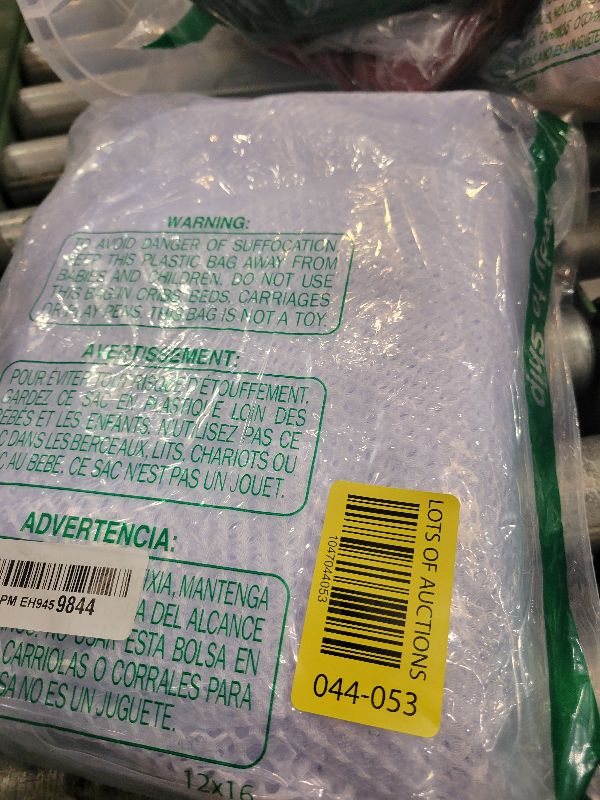 WARNING:
TO AVOID DANGER OF SUFFOCATION,
KEEP THIS PLASTIC BAG AWAY FROM
BABIES AND CHILDREN. DO NOT USE
THIS BAG IN CRIBS, BEDS, CARRIAGES
OR PLAY PENS. THIS BAG IS NOT A TOY.
AVERTISSEMENT:
POUR ÉVITER TOUT RISQUE D'ÉTOUFFEMENT,
GARDEZ CE SAC EN PLASTIQUE LOIN DES
BÉBÉS ET LES ENFANTS. N'UTILISEZ PAS CE
C DANS LES BERCEAUX, LITS, CHARIOTS OU
C AU BEBE. CE SAC N'EST PAS UN JOUET.
ADVERTENCIA:
IXIA, MANTENGA
A DEL ALCANCE
ESTA BOLSA EN
CARRIOLAS O CORRALES PARA
SA NO ES UN JUGUETE.
12x16
PM EH945 9844
LOTS OF AUCTIONS
1047044053
044-053